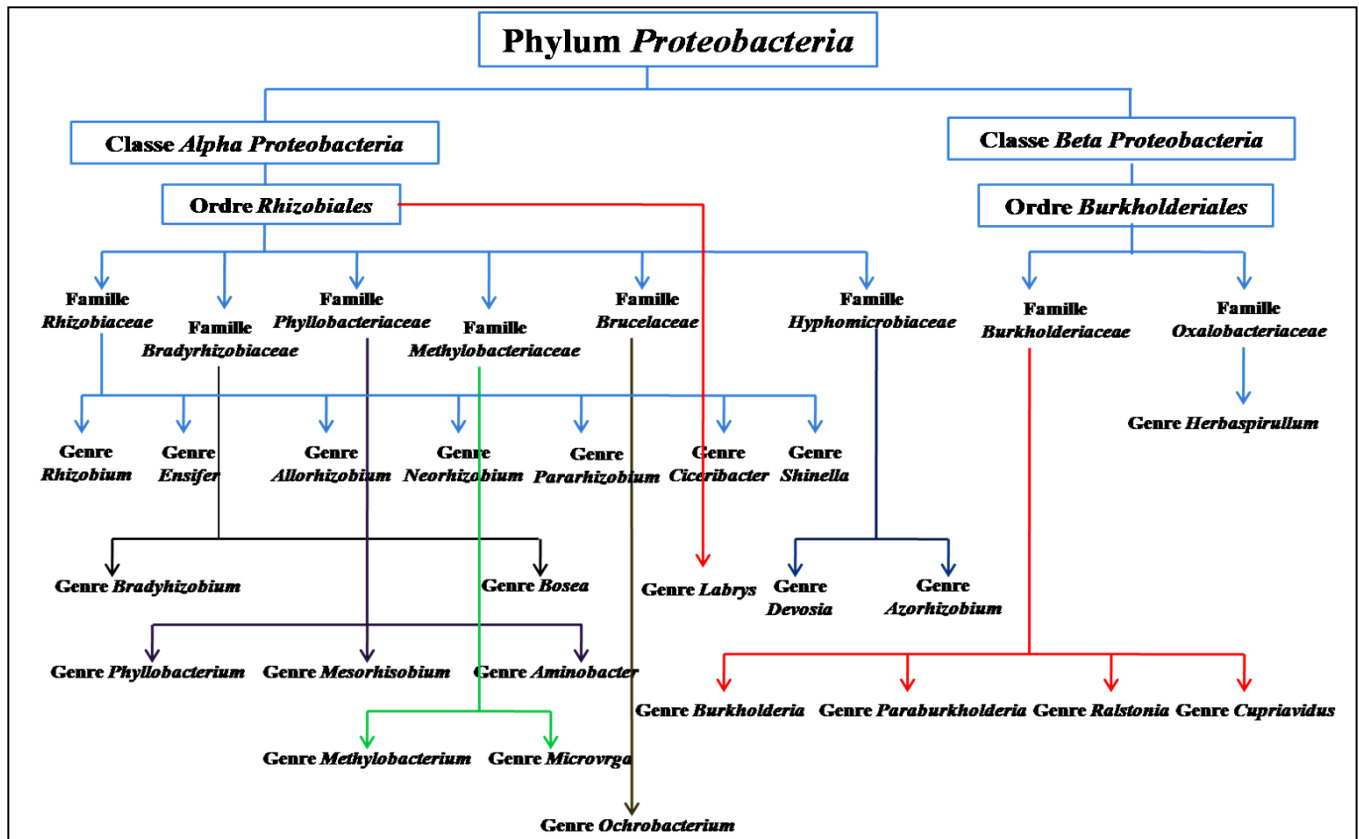 Phylum Proteobacteria
Classe Alpha Proteobacteria
Classe Beta Proteobacteria
Ordre Rhizobiales
Ordre Burkholderiales
Famille
Rhizobiaceae
Famille
Bradyrhizobiaceae
Famille
Phyllobacteriaceae
Famille
Methylobacteriaceae
Famille
Brucelaceae
Famille
Hyphomicrobiaceae
Famille
Burkholderiaceae
Famille
Oxalobacteriaceae
Genre Herbaspirullum
Genre
Rhizobium
Genre
Ensifer
Genre
Allorhizobium
Genre
Neorhizobium
Genre
Pararhizobium
Genre
Ciceribacter
Genre
Shinella
Genre Bradyhizobium
Genre Bosea
Genre Labrys
Genre
Devosia
Genre
Azorhizobium
Genre Phyllobacterium
Genre Mesorhisobium
Genre Aminobacter
Genre Burkholderia
Genre Paraburkholderia
Genre Ralstonia
Genre Cupriavidus
Genre Methylobacterium
Genre Microvrga
Genre Ochrobacterium